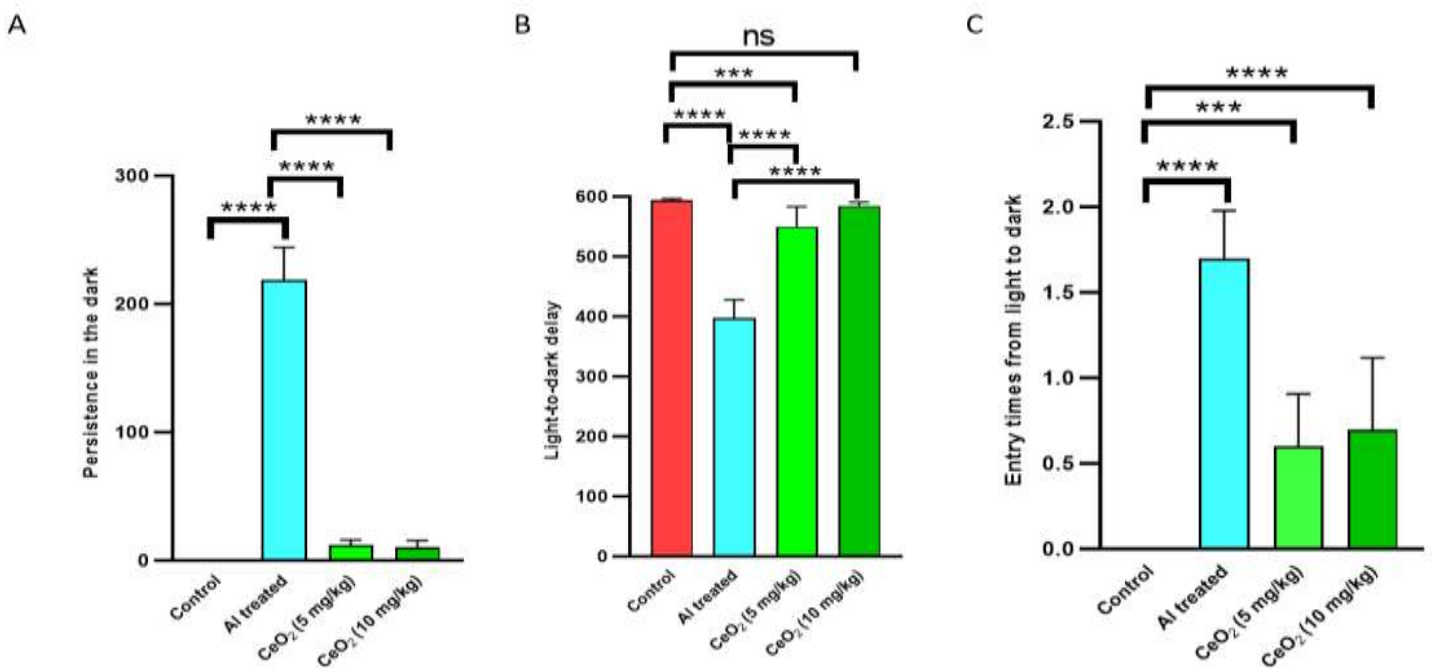 A
Persistence in the dark
300
200
100
0
****
****
****
Control
Al treated
CeO₂ (5 mg/kg)
CeO₂ (10 mg/kg)
B
Light-to-dark delay
600
500
400
300
200
100
0
ns
***
****
****
****
Control
Al treated
CeO₂ (5 mg/kg)
CeO₂ (10 mg/kg)
C
Entry times from light to dark
2.5
2.0
1.5
1.0
0.5
0.0
****
***
****
Control
Al treated
CeO₂ (5 mg/kg)
CeO₂ (10 mg/kg)